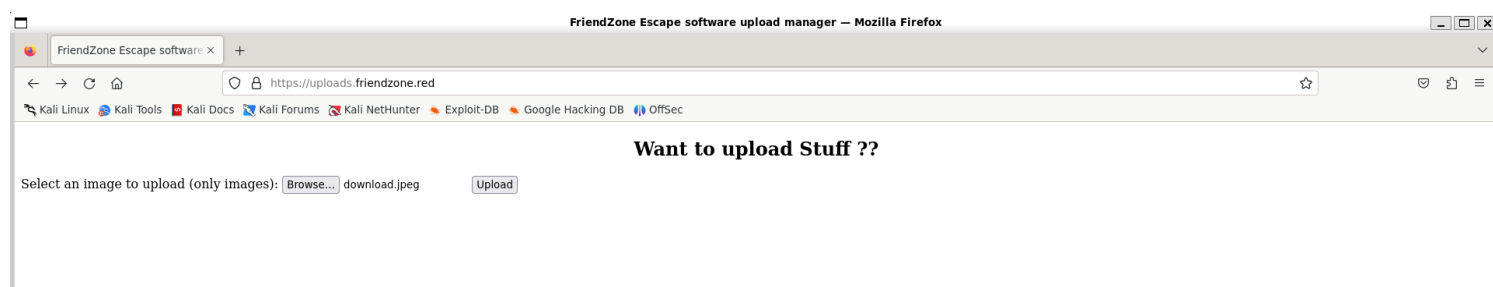 FriendZone Escape software upload manager — Mozilla Firefox
FriendZone Escape software
https://uploads.friendzone.red
Kali Linux Kali Tools Kali Docs Kali Forums Kali NetHunter Exploit-DB Google Hacking DB OffSec
Want to upload Stuff ??
Select an image to upload (only images): Browse... download.jpeg Upload